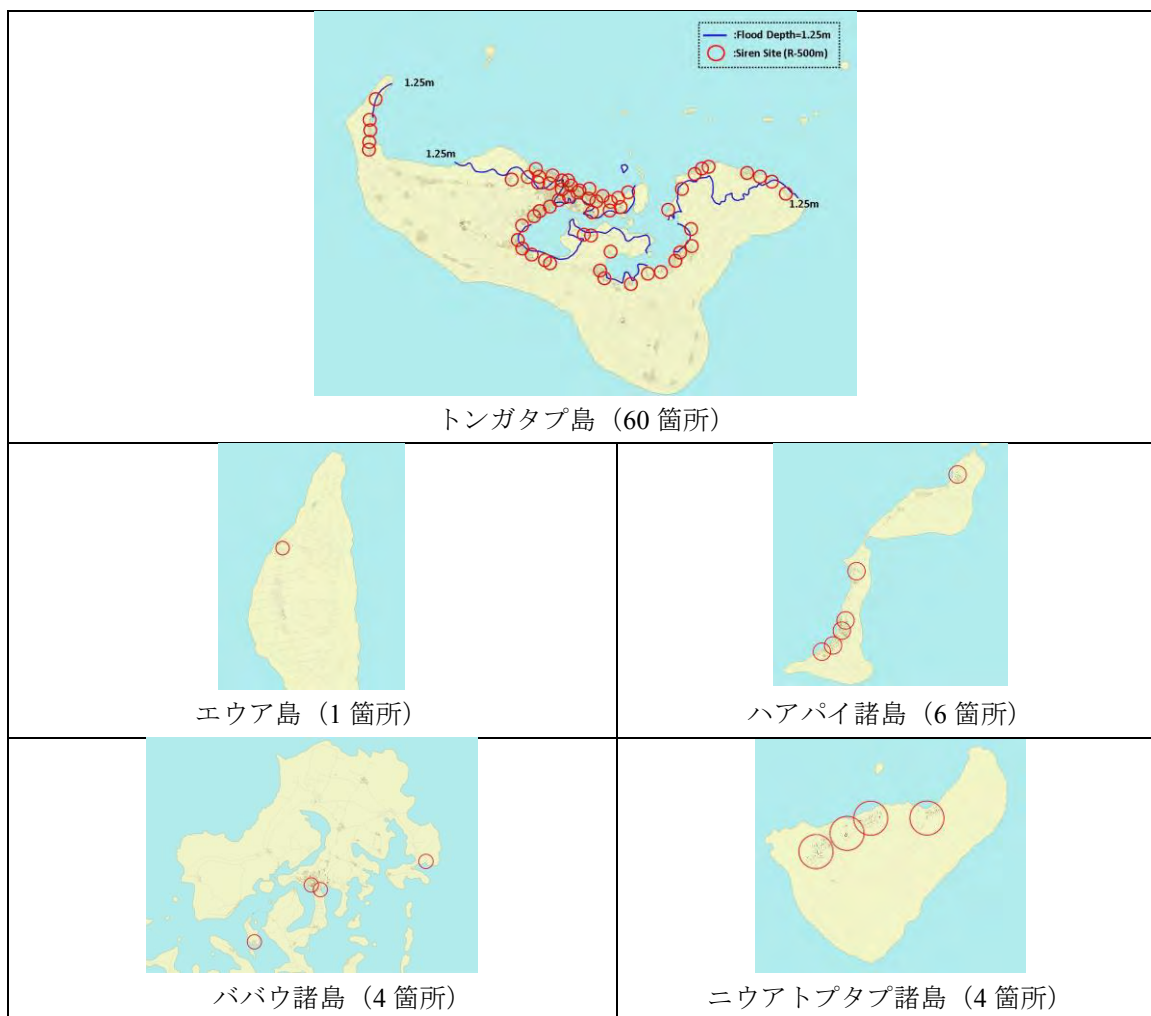 :Flood Depth=1.25m
:Siren Site (R-500m)
1.25m
1.25m
1.25m
トンガタプ島（60 箇所）
エウア島（1 箇所）
ハアパイ諸島（6 箇所）
ババウ諸島（4 箇所）
ニウアトプタプ諸島（4 箇所）